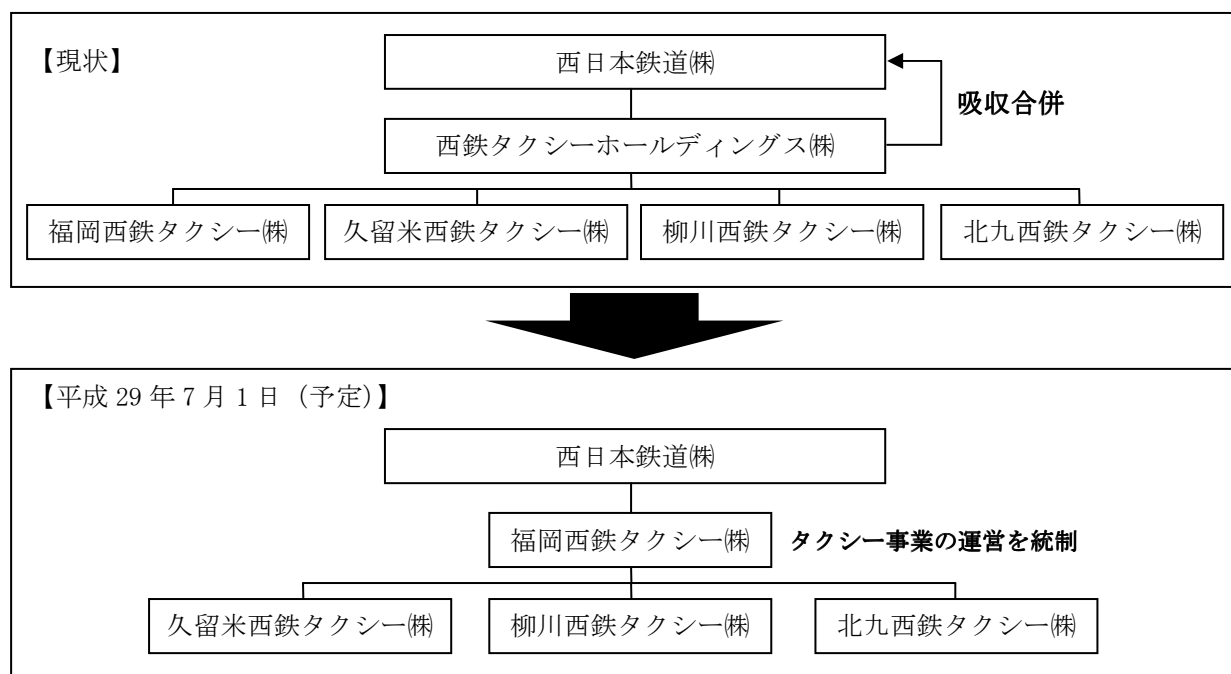 【現状】
西日本鉄道㈱
吸収合併
西鉄タクシーホールディングス㈱
福岡西鉄タクシー㈱
久留米西鉄タクシー㈱
柳川西鉄タクシー㈱
北九西鉄タクシー㈱
【平成 29 年 7 月 1 日（予定）】
西日本鉄道㈱
福岡西鉄タクシー㈱
タクシー事業の運営を統制
久留米西鉄タクシー㈱
柳川西鉄タクシー㈱
北九西鉄タクシー㈱